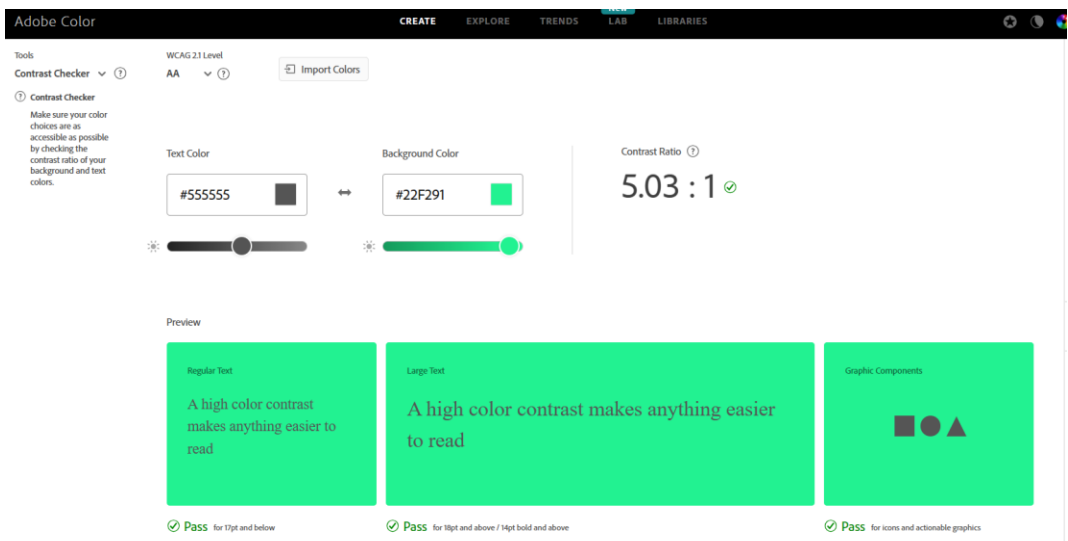 Adobe Color
CREATE EXPLORE TRENDS LAB LIBRARIES
New
Tools
Contrast Checker ?
? Contrast Checker
Make sure your color
choices are as
accessible as possible
by checking the
contrast ratio of your
background and text
colors.
WCAG 2.1 Level
AA ?
Import Colors
Text Color
#555555
Background Color
#22F291
Contrast Ratio ?
5.03 : 1
Preview
Regular Text
A high color contrast
makes anything easier to
read
Large Text
A high color contrast makes anything easier
to read
Graphic Components
Pass for 17pt and below
Pass for 18pt and above / 14pt bold and above
Pass for icons and actionable graphics